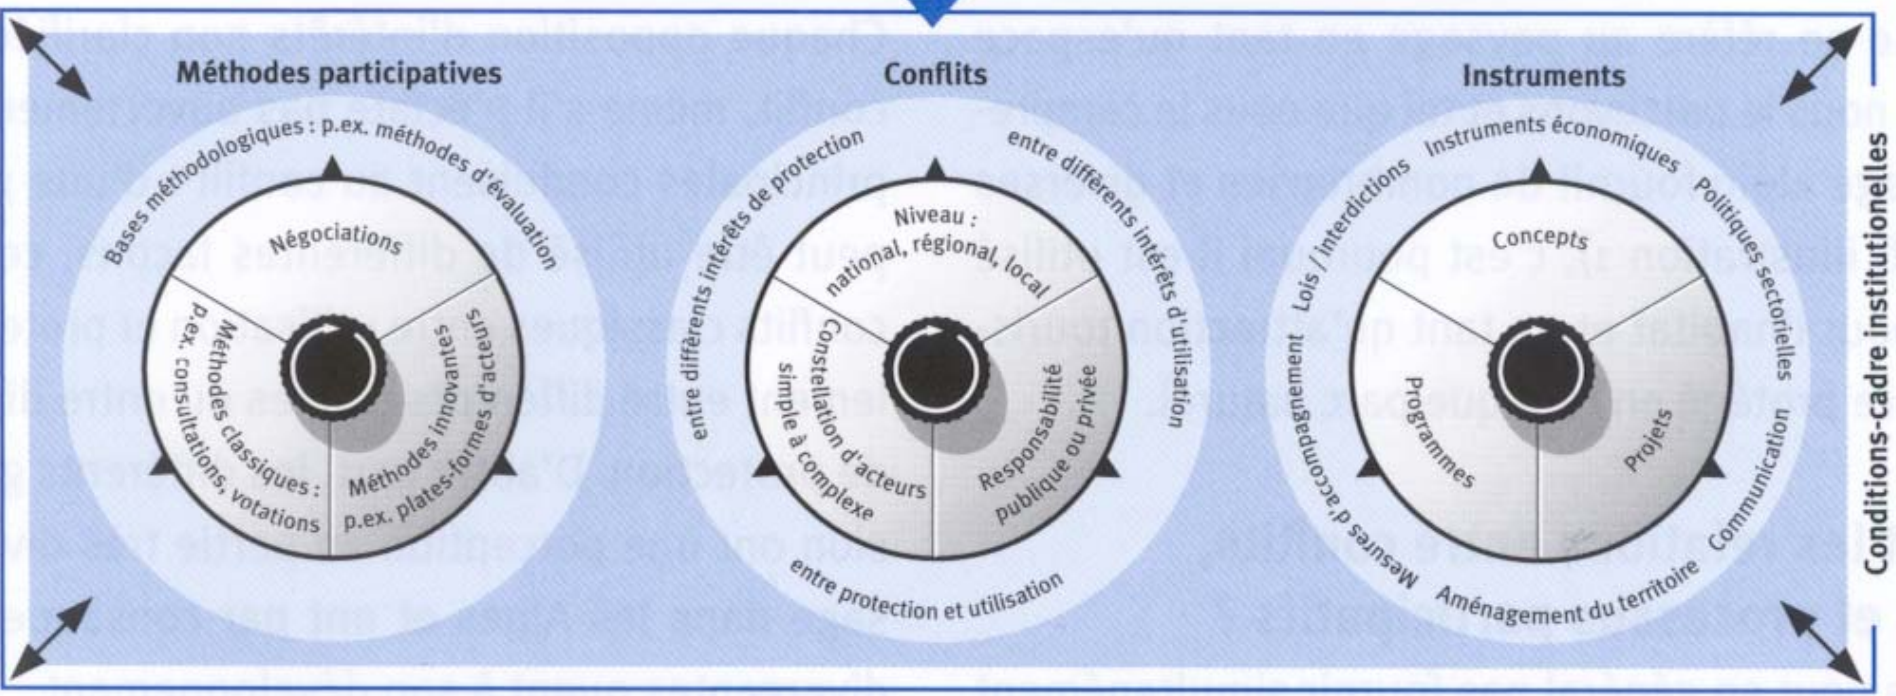 Méthodes participatives
Bases méthodologiques : p.ex. méthodes d'évaluation
Négociations
Méthodes classiques :
p.ex. consultations, votations
Méthodes innovantes
p.ex. plates-formes d'acteurs
Conflits
entre diffèrents intérêts de protection
entre diffèrents intérêts d'utilisation
entre protection et utilisation
Niveau :
national, régional, local
Constellation d'acteurs
simple à complexe
Responsabilité
publique ou privée
Instruments
Lois / Interdictions
Instruments économiques
Politiques sectorielles
Communication
Aménagement du territoire
Mesures d'accompagnement
Concepts
Programmes
Projets
Conditions-cadre institutionelles